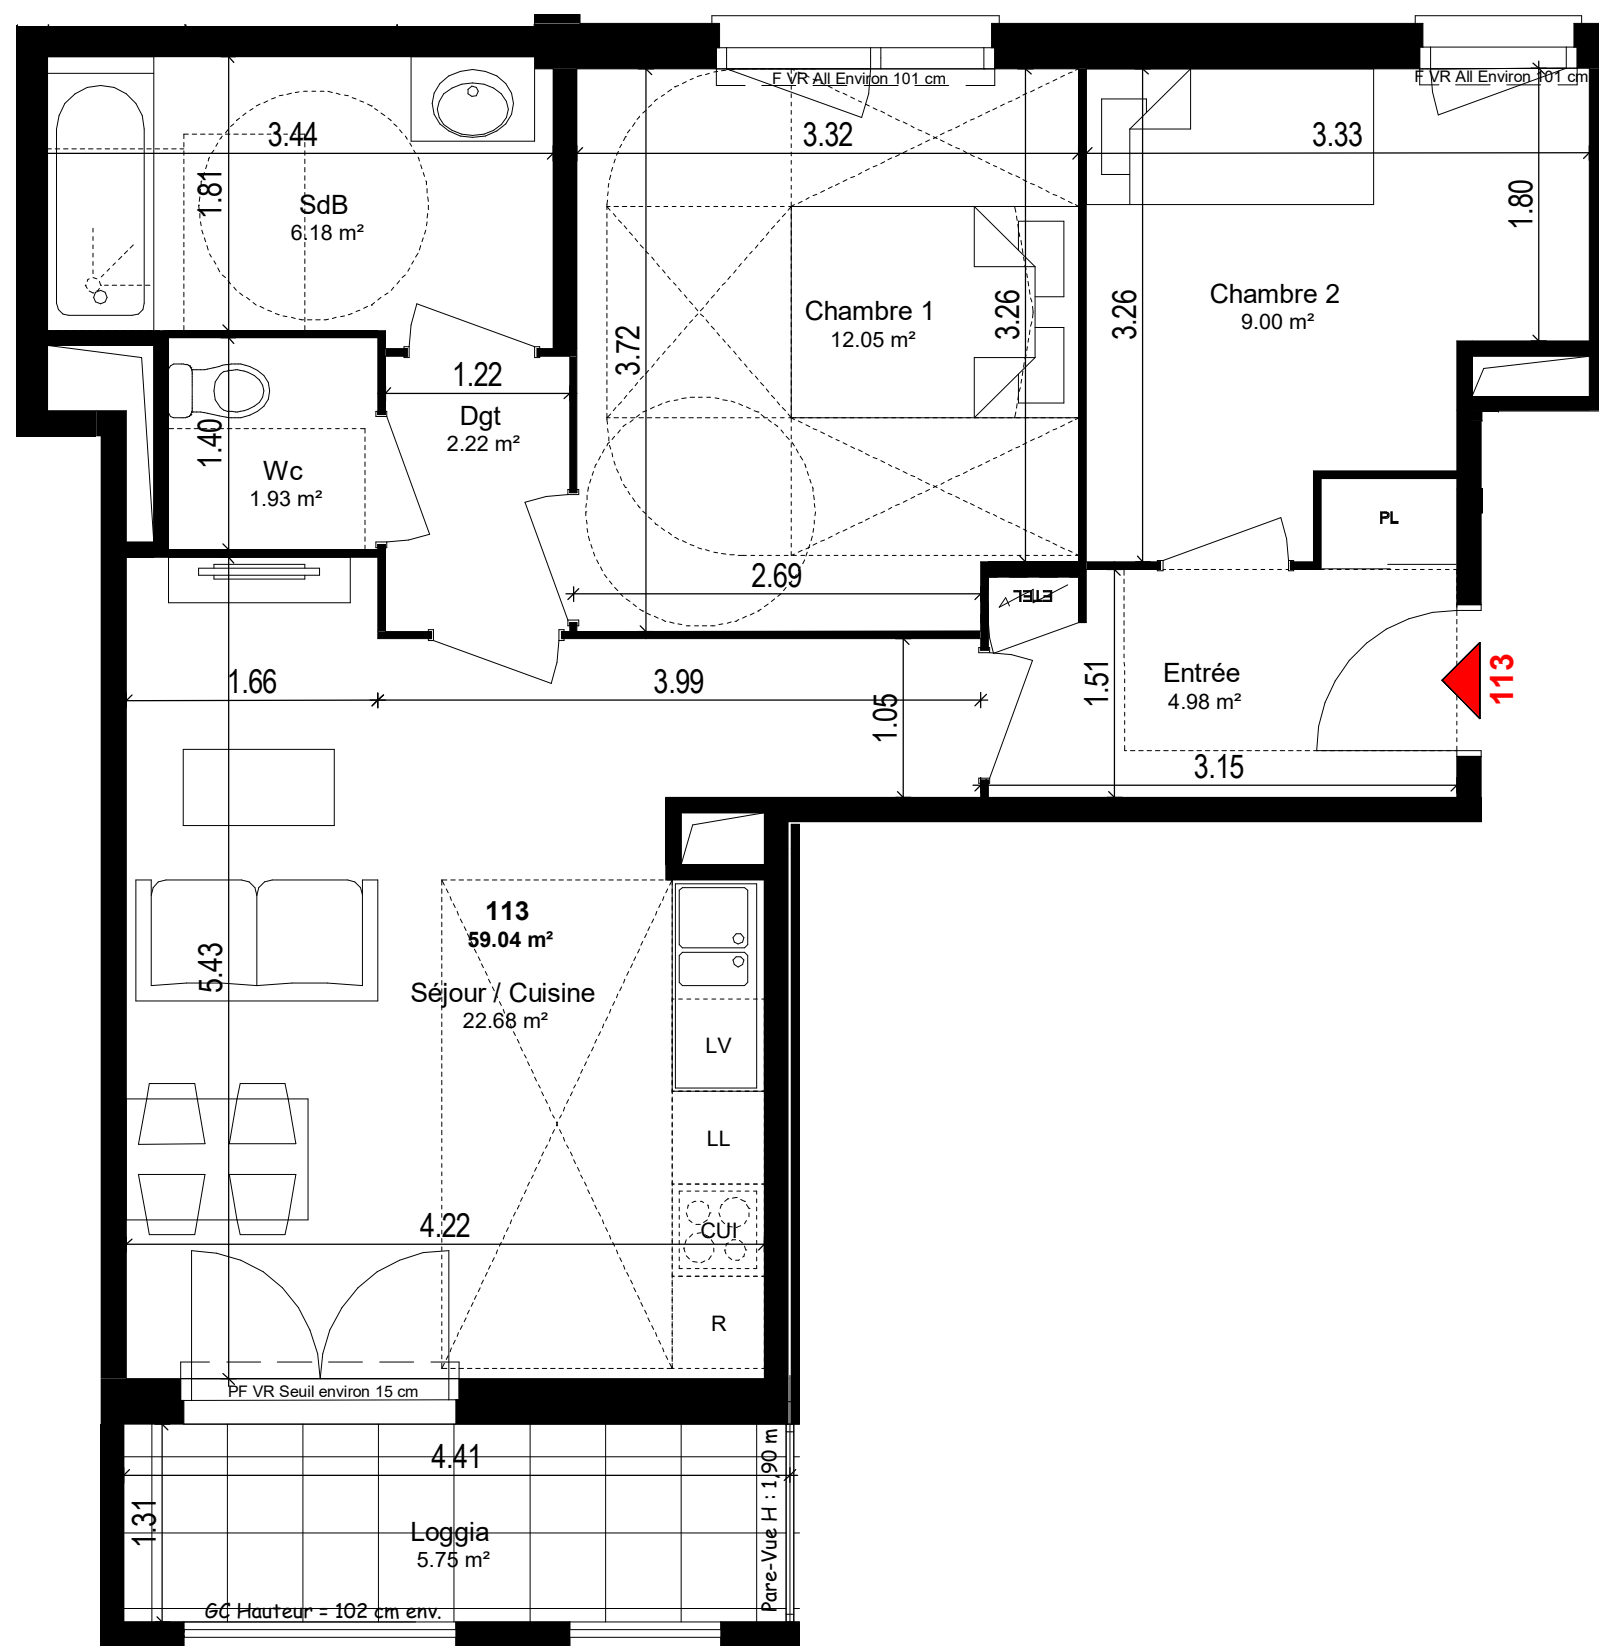 F VR All Environ 101 cm
F VR All Environ 101 cm
3.44
3.32
3.33
1.81
SdB
6.18 m²
1.80
Chambre 1
12.05 m²
3.26
3.26
Chambre 2
9.00 m²
3.72
1.22
Dgt
2.22 m²
1.40
Wc
1.93 m²
PL
2.69
ETEL
1.66
3.99
1.05
1.51
Entrée
4.98 m²
113
3.15
113
59.04 m²
5.43
Séjour / Cuisine
22.68 m²
LV
LL
4.22
CUI
R
PF VR Seuil environ 15 cm
4.41
1.31
Loggia
5.75 m²
Pare-Vue H : 1,90 m
GC Hauteur = 102 cm env.